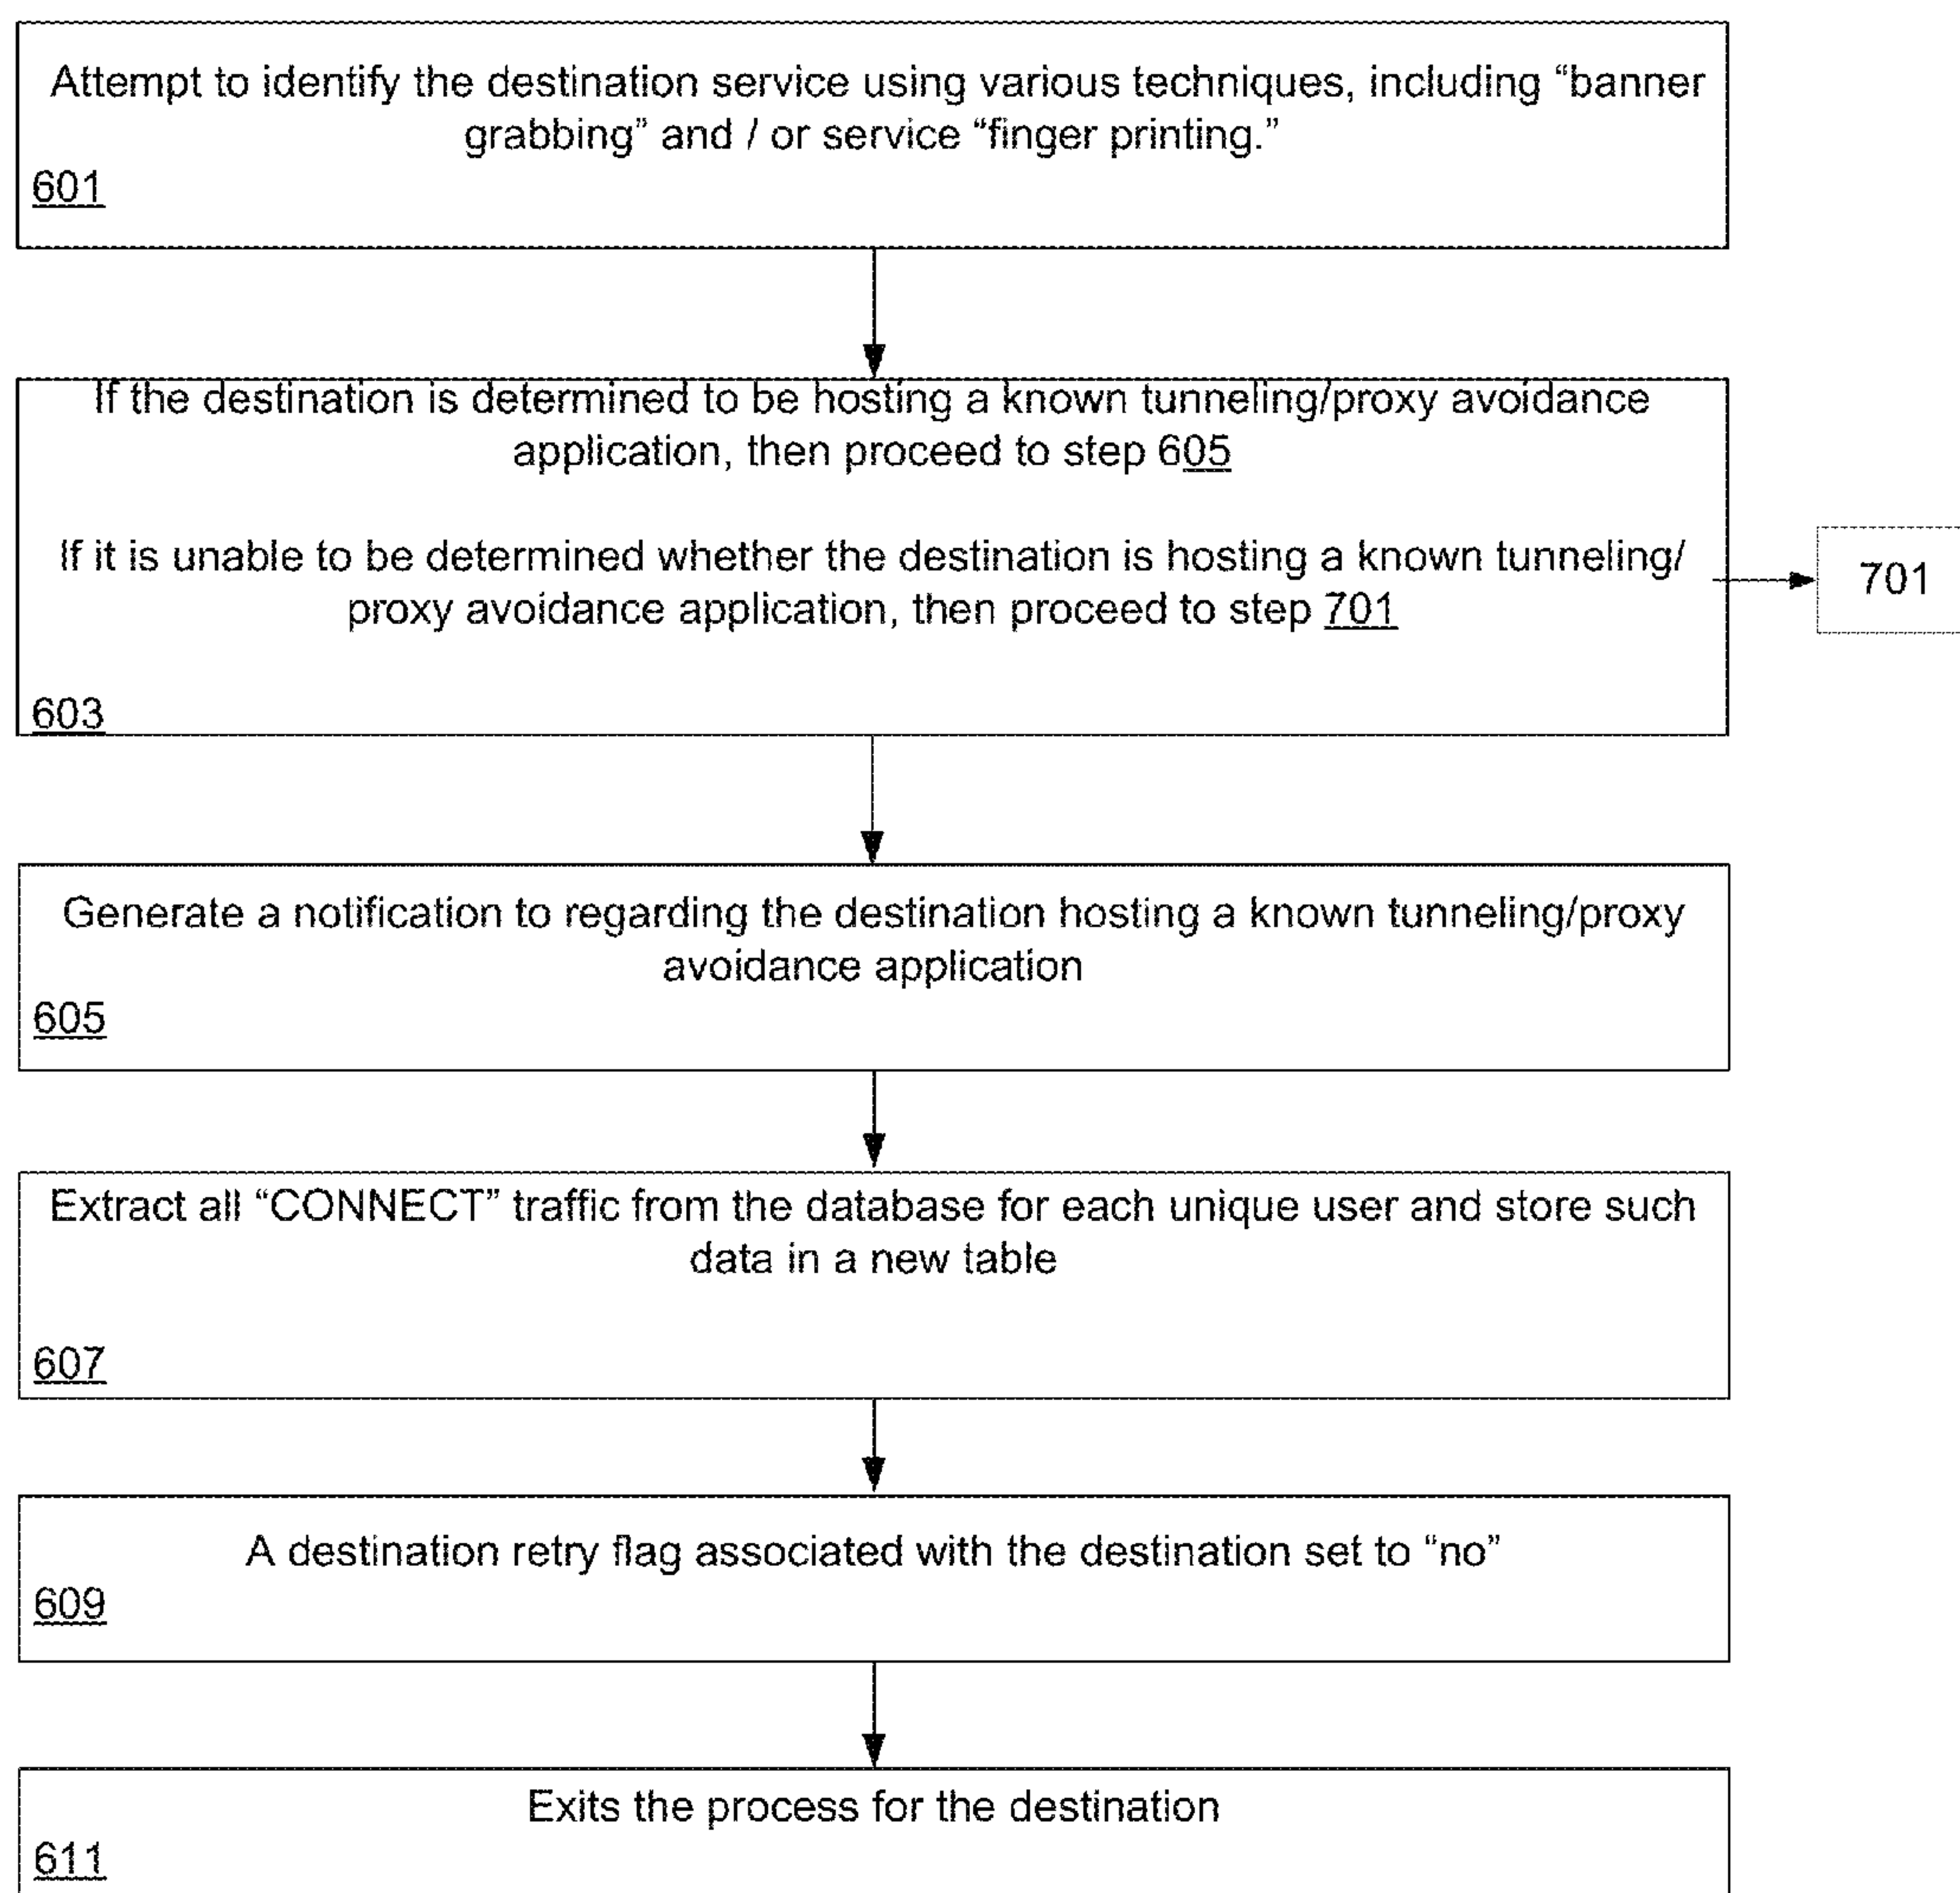 Attempt to identify the destination service using various techniques, including “banner
grabbing” and / or service “finger printing.”
601
If the destination is determined to be hosting a known tunneling/proxy avoidance
application, then proceed to step 605
If it is unable to be determined whether the destination is hosting a known tunneling/
proxy avoidance application, then proceed to step 701
701
603
Generate a notification to regarding the destination hosting a known tunneling/proxy
avoidance application
605
Extract all “CONNECT” traffic from the database for each unique user and store such
data in a new table
607
A destination retry flag associated with the destination set to “no”
609
Exits the process for the destination
611